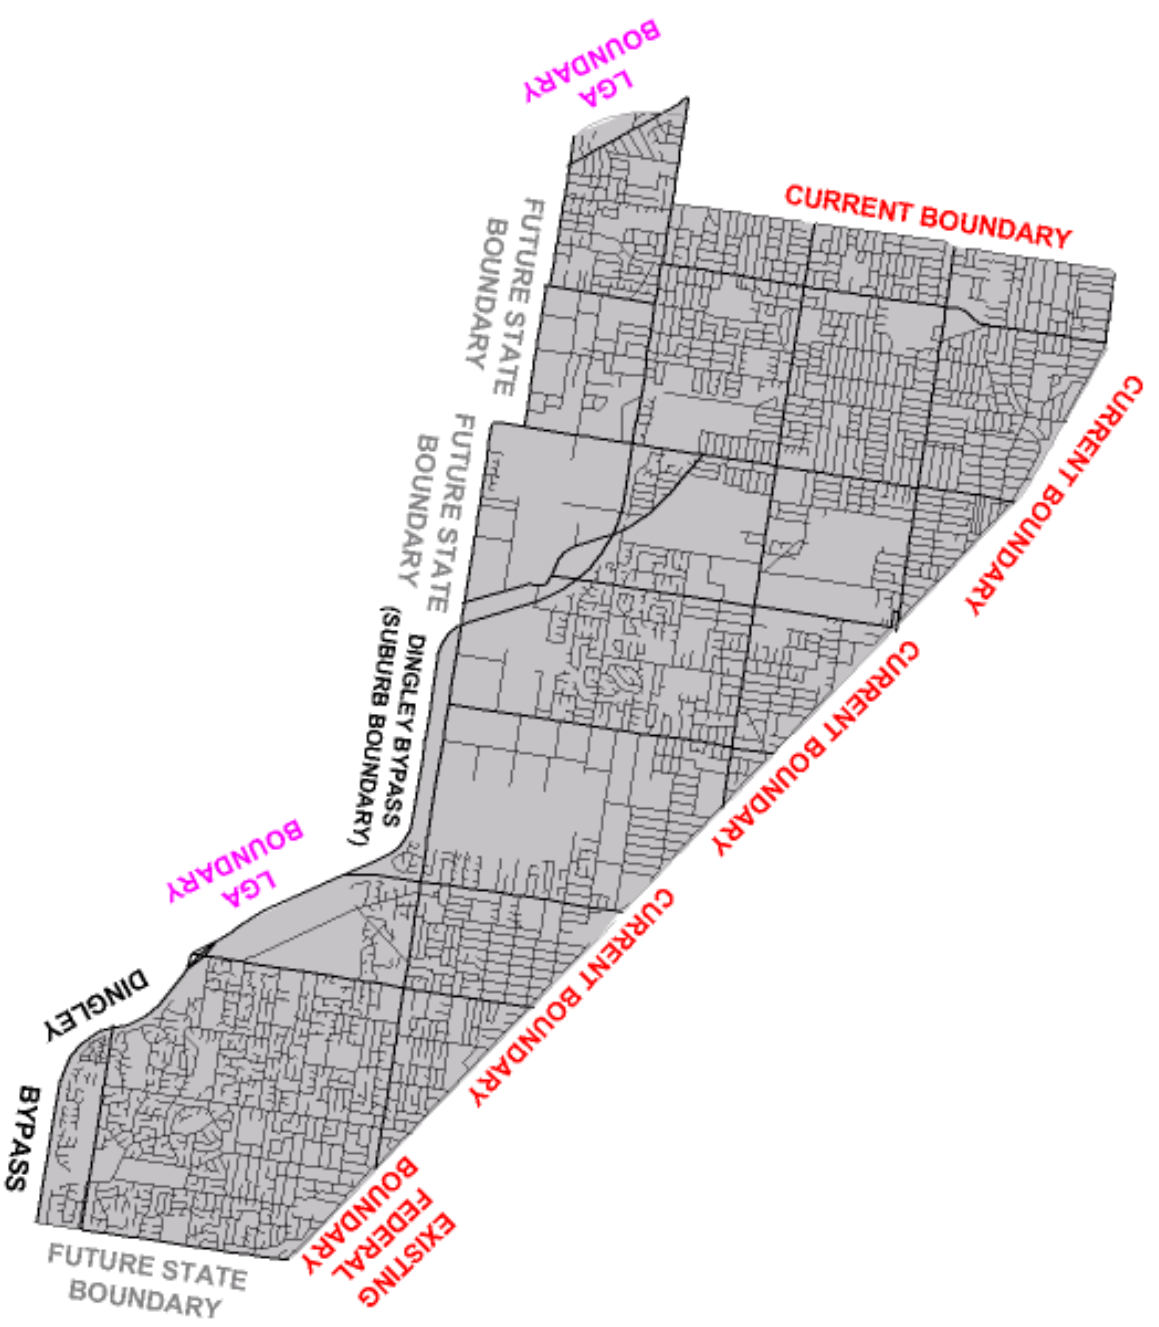 LGA
BOUNDARY
CURRENT BOUNDARY
FUTURE STATE
BOUNDARY
CURRENT BOUNDARY
FUTURE STATE
BOUNDARY
DINGLEY BYPASS
(SUBURB BOUNDARY)
CURRENT BOUNDARY
LGA
BOUNDARY
CURRENT BOUNDARY
DINGLEY
BYPASS
EXISTING
FEDERAL
BOUNDARY
FUTURE STATE
BOUNDARY